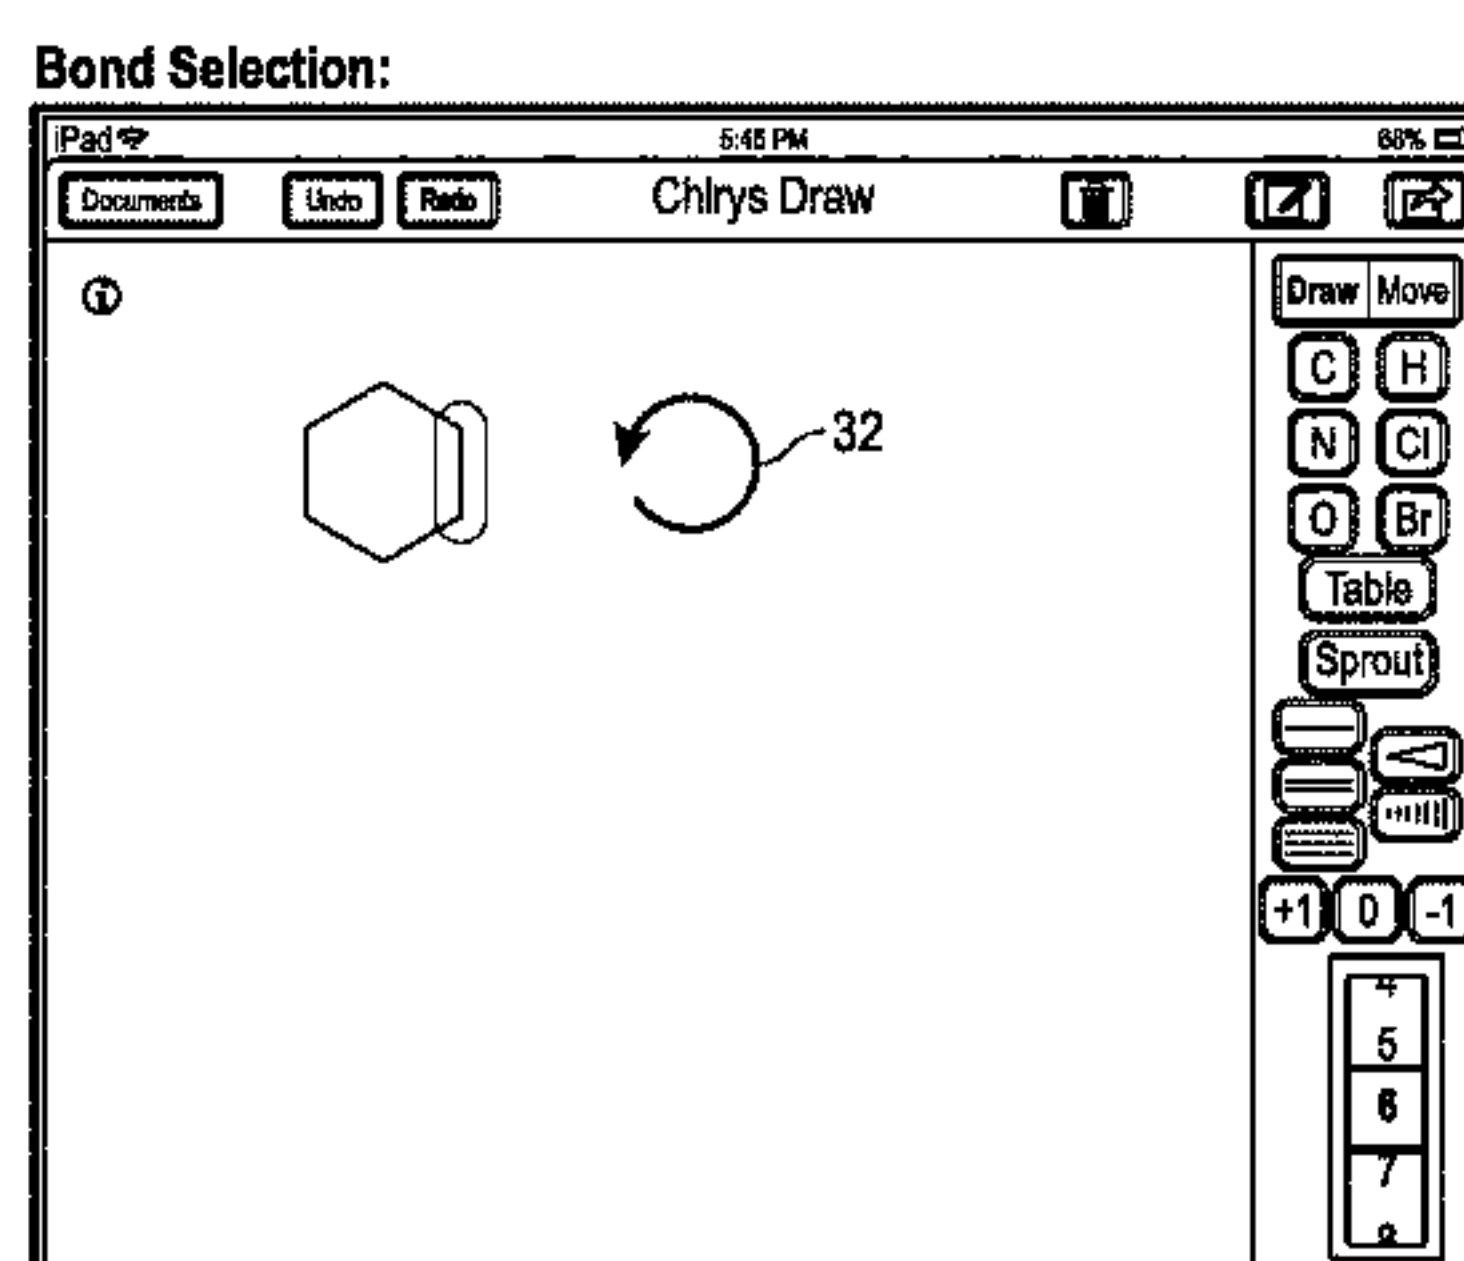 Bond Selection:
iPad 5:45 PM 68%
Documents Undo Redo Chirys Draw
Draw Move
32
C H
N Cl
O Br
Table
Sprout
+1 0 -1
4
5
6
7